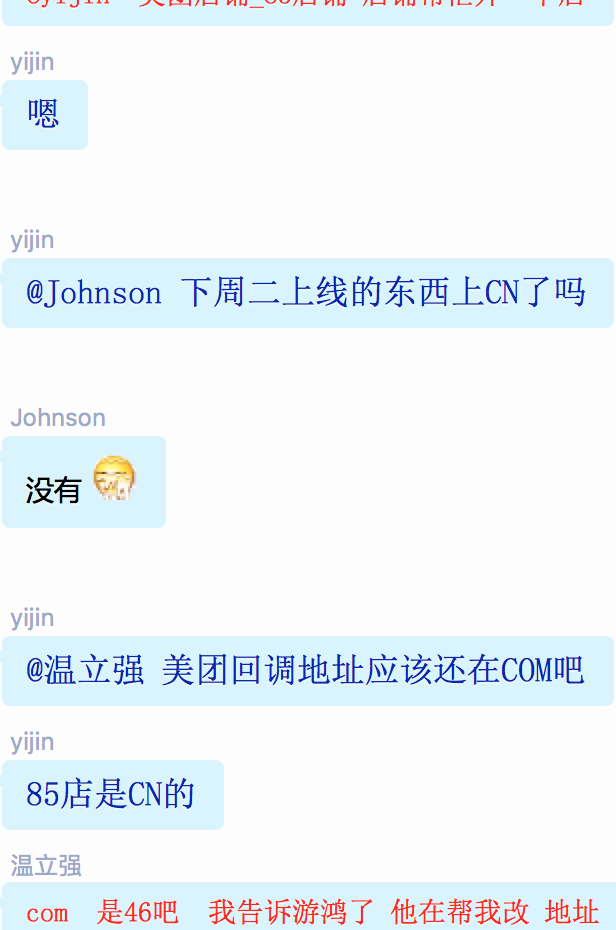 yijin
嗯
yijin
@Johnson 下周二上线的东西上CN了吗
Johnson
没有
yijin
@温立强 美团回调地址应该还在COM吧
yijin
85店是CN的
温立强
com 是46吧 我告诉游鸿了 他在帮我改 地址